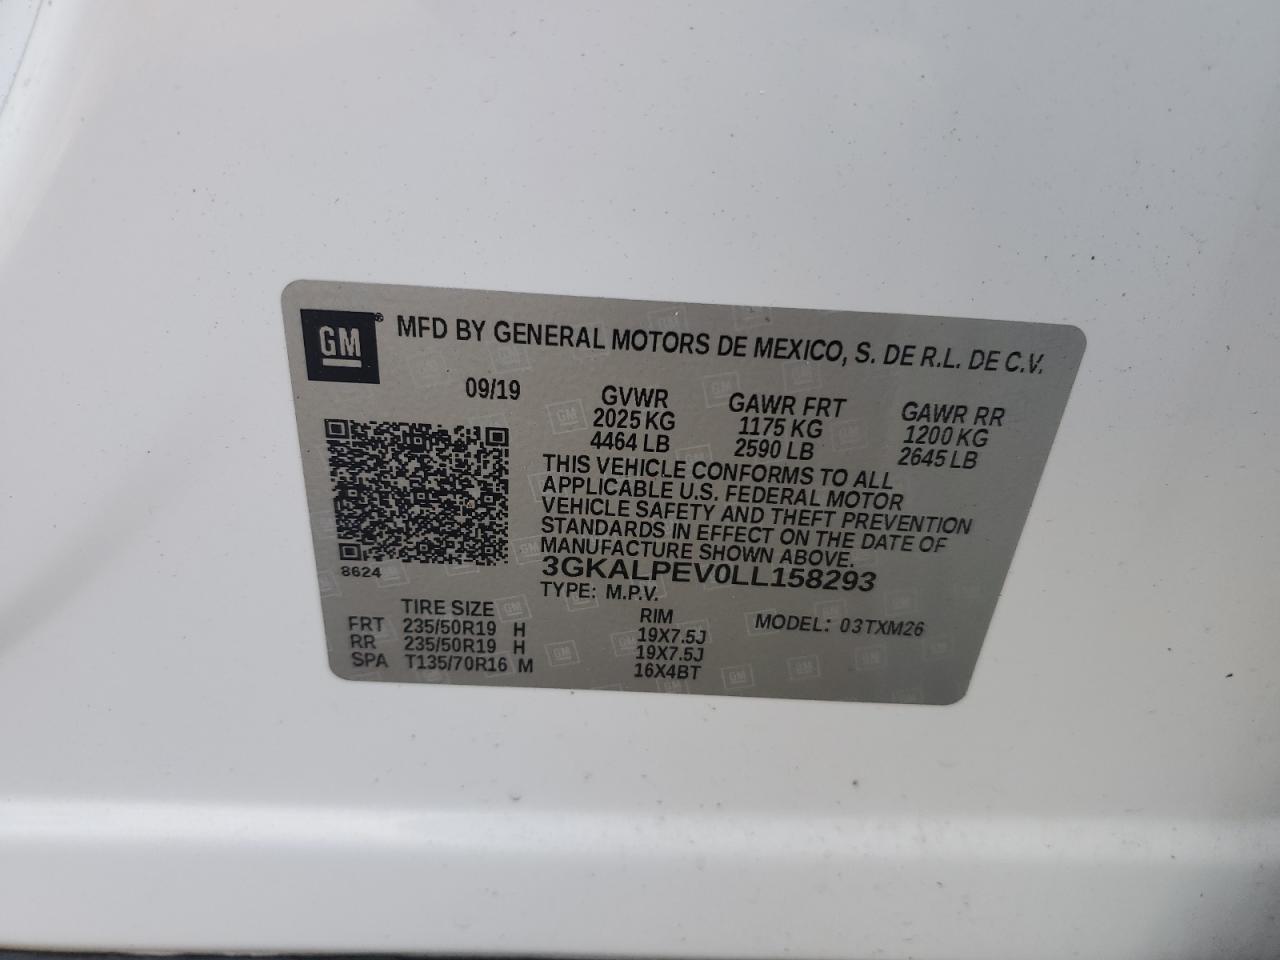 GM® MFD BY GENERAL MOTORS DE MEXICO, S. DE R.L. DE C.V.
09/19 GVWR GAWR FRT GAWR RR
2025 KG 1175 KG 1200 KG
4464 LB 2590 LB 2645 LB
THIS VEHICLE CONFORMS TO ALL
APPLICABLE U.S. FEDERAL MOTOR
VEHICLE SAFETY AND THEFT PREVENTION
STANDARDS IN EFFECT ON THE DATE OF
MANUFACTURE SHOWN ABOVE.
8624 3GKALPEV0LL158293
TYPE: M.P.V.
TIRE SIZE RIM MODEL: 03TXM26
FRT 235/50R19 H 19X7.5J
RR 235/50R19 H 19X7.5J
SPA T135/70R16 M 16X4BT